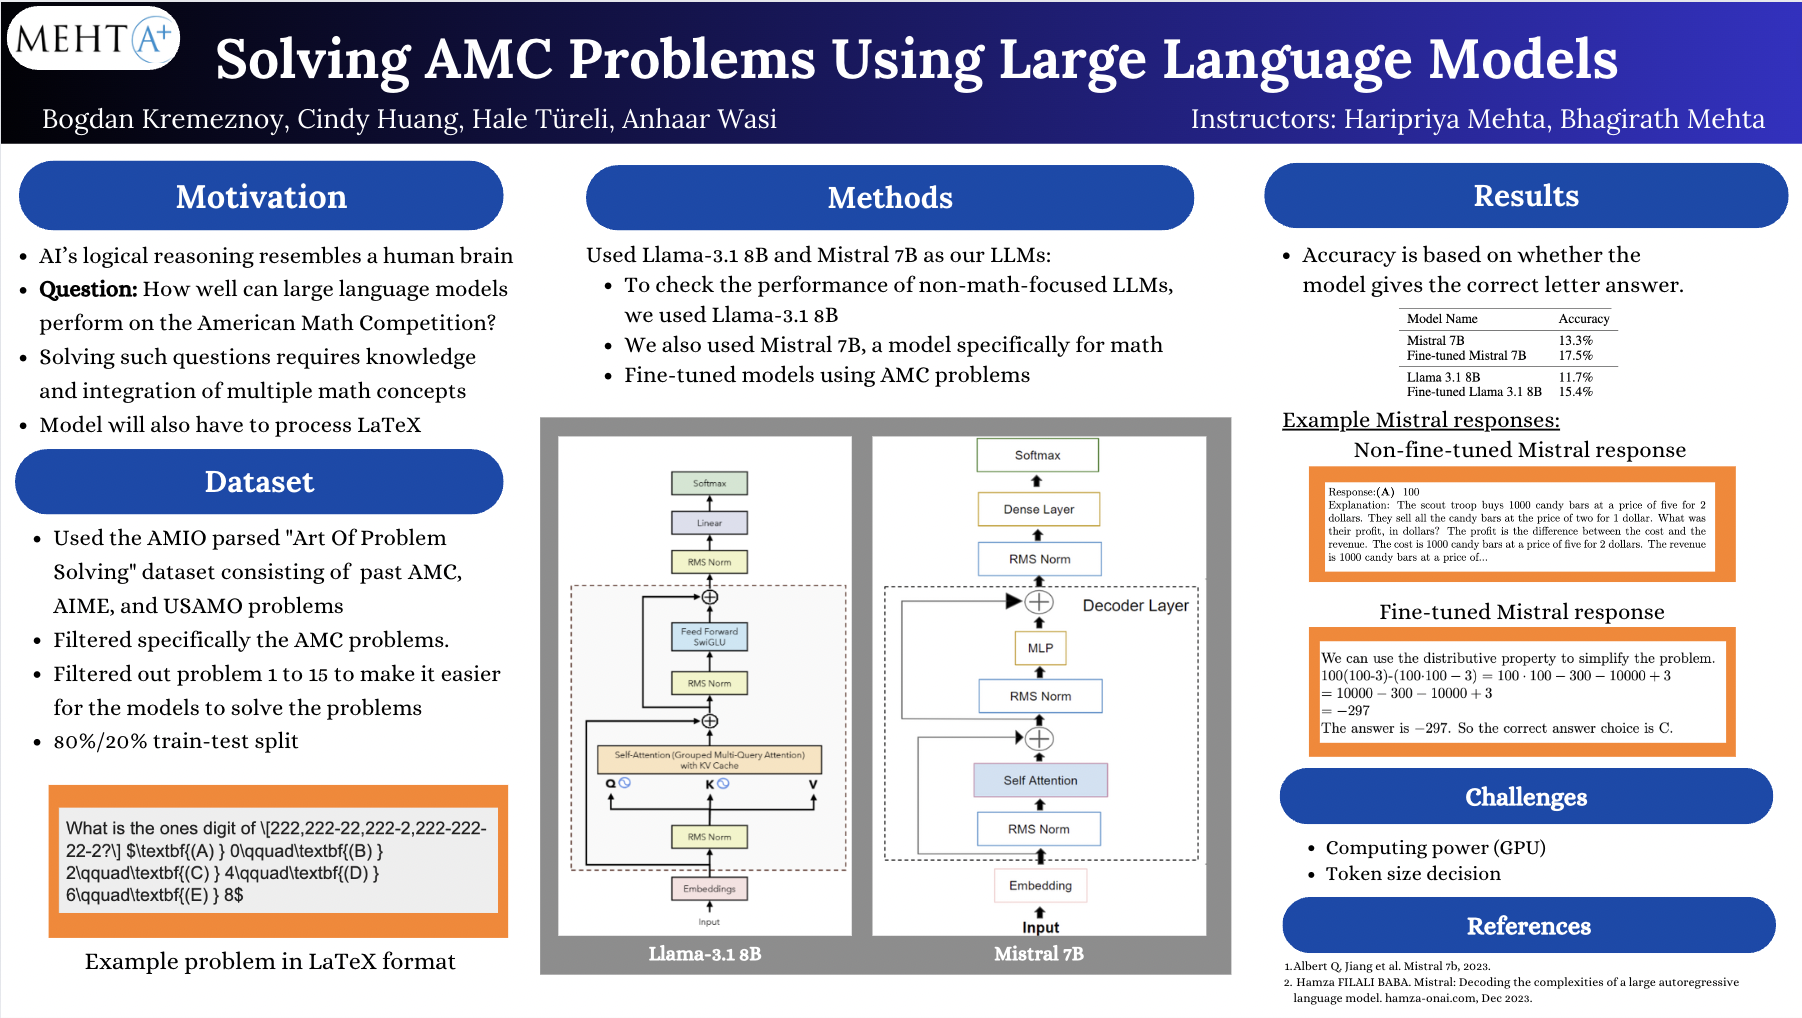 MEHTA+
Solving AMC Problems Using Large Language Models
Bogdan Kremeznoy, Cindy Huang, Hale Türeli, Anhaar Wasi
Instructors: Haripriya Mehta, Bhagirath Mehta
Motivation
• AI's logical reasoning resembles a human brain
• Question: How well can large language models
perform on the American Math Competition?
• Solving such questions requires knowledge
and integration of multiple math concepts
• Model will also have to process LaTeX
Dataset
• Used the AMIO parsed "Art Of Problem
Solving" dataset consisting of past AMC,
AIME, and USAMO problems
• Filtered specifically the AMC problems.
• Filtered out problem 1 to 15 to make it easier
for the models to solve the problems
• 80%/20% train-test split
What is the ones digit of \[222,222-22,222-2,222-222-
22-2?\] $\textbf{(A) } 0\qquad\textbf{(B) }
2\qquad\textbf{(C) } 4\qquad\textbf{(D) }
6\qquad\textbf{(E) } 8$
Example problem in LaTeX format
Methods
Used Llama-3.1 8B and Mistral 7B as our LLMs:
• To check the performance of non-math-focused LLMs,
we used Llama-3.1 8B
• We also used Mistral 7B, a model specifically for math
• Fine-tuned models using AMC problems
Softmax
Linear
RMS Norm
Feed Forward
SwiGLU
RMS Norm
Self-Attention (Grouped Multi-Query Attention)
with KV Cache
Q K V
RMS Norm
Embeddings
Input
Llama-3.1 8B
Softmax
Dense Layer
RMS Norm
Decoder Layer
MLP
RMS Norm
Self Attention
RMS Norm
Embedding
Input
Mistral 7B
Results
• Accuracy is based on whether the
model gives the correct letter answer.
Model Name Accuracy
Mistral 7B 13.3%
Fine-tuned Mistral 7B 17.5%
Llama 3.1 8B 11.7%
Fine-tuned Llama 3.1 8B 15.4%
Example Mistral responses:
Non-fine-tuned Mistral response
Response:(A) 100
Explanation: The scout troop buys 1000 candy bars at a price of five for 2
dollars. They sell all the candy bars at the price of two for 1 dollar. What was
their profit, in dollars? The profit is the difference between the cost and the
revenue. The cost is 1000 candy bars at a price of five for 2 dollars. The revenue
is 1000 candy bars at a price of...
Fine-tuned Mistral response
We can use the distributive property to simplify the problem.
100(100-3)-(100·100 − 3) = 100 · 100 − 300 − 10000 + 3
= 10000 − 300 − 10000 + 3
= −297
The answer is −297. So the correct answer choice is C.
Challenges
• Computing power (GPU)
• Token size decision
References
1.Albert Q, Jiang et al. Mistral 7b, 2023.
2. Hamza FILALI BABA. Mistral: Decoding the complexities of a large autoregressive
language model. hamza-onai.com, Dec 2023.